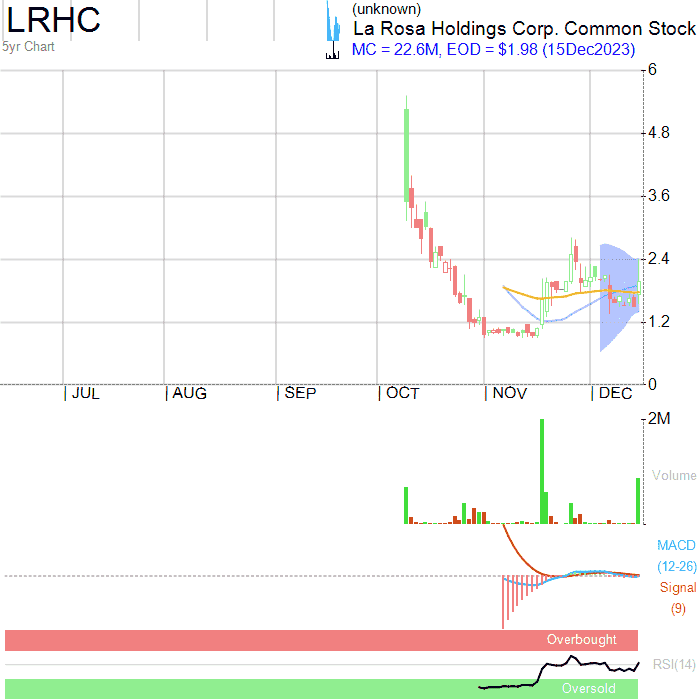 LRHC
5yr Chart
(unknown)
La Rosa Holdings Corp. Common Stock
MC = 22.6M, EOD = $1.98 (15Dec2023)
6
4.8
3.6
2.4
1.2
0
JUL
AUG
SEP
OCT
NOV
DEC
2M
Volume
MACD
(12-26)
Signal
(9)
Overbought
RSI(14)
Oversold